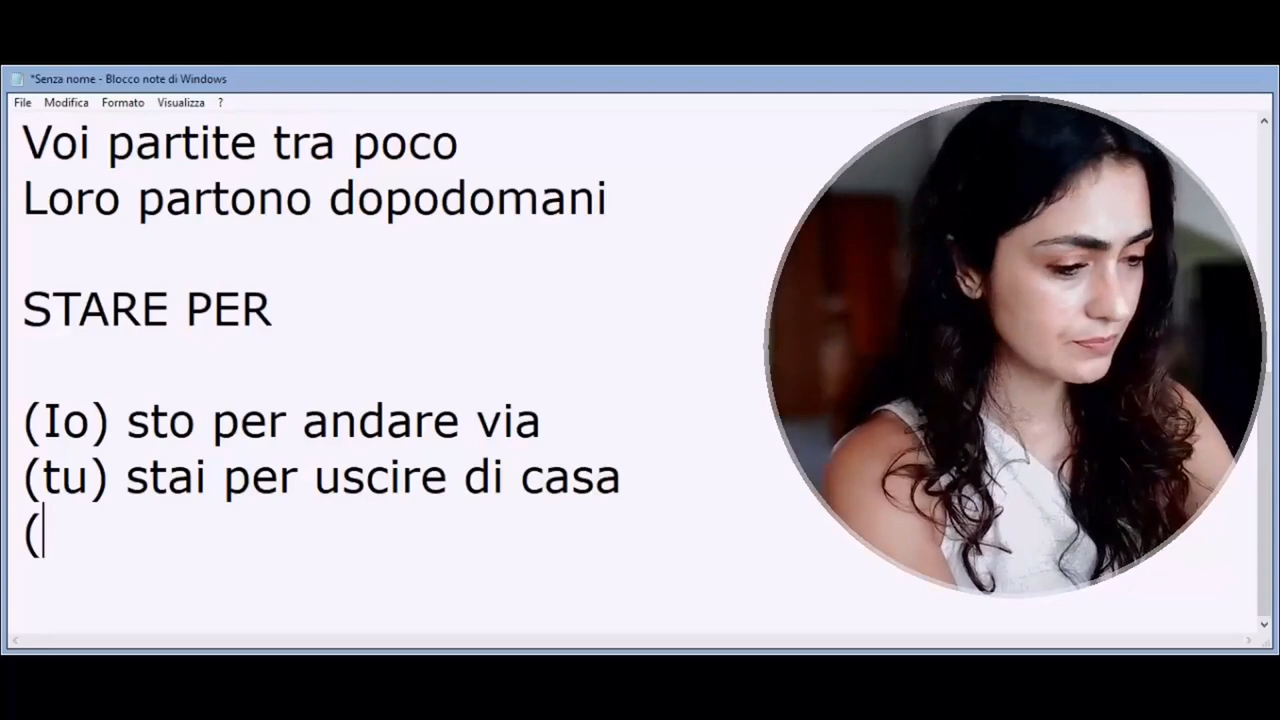 *Senza nome - Blocco note di Windows
File Modifica Formato Visualizza ?
Voi partite tra poco
Loro partono dopodomani
STARE PER
(Io) sto per andare via
(tu) stai per uscire di casa
(